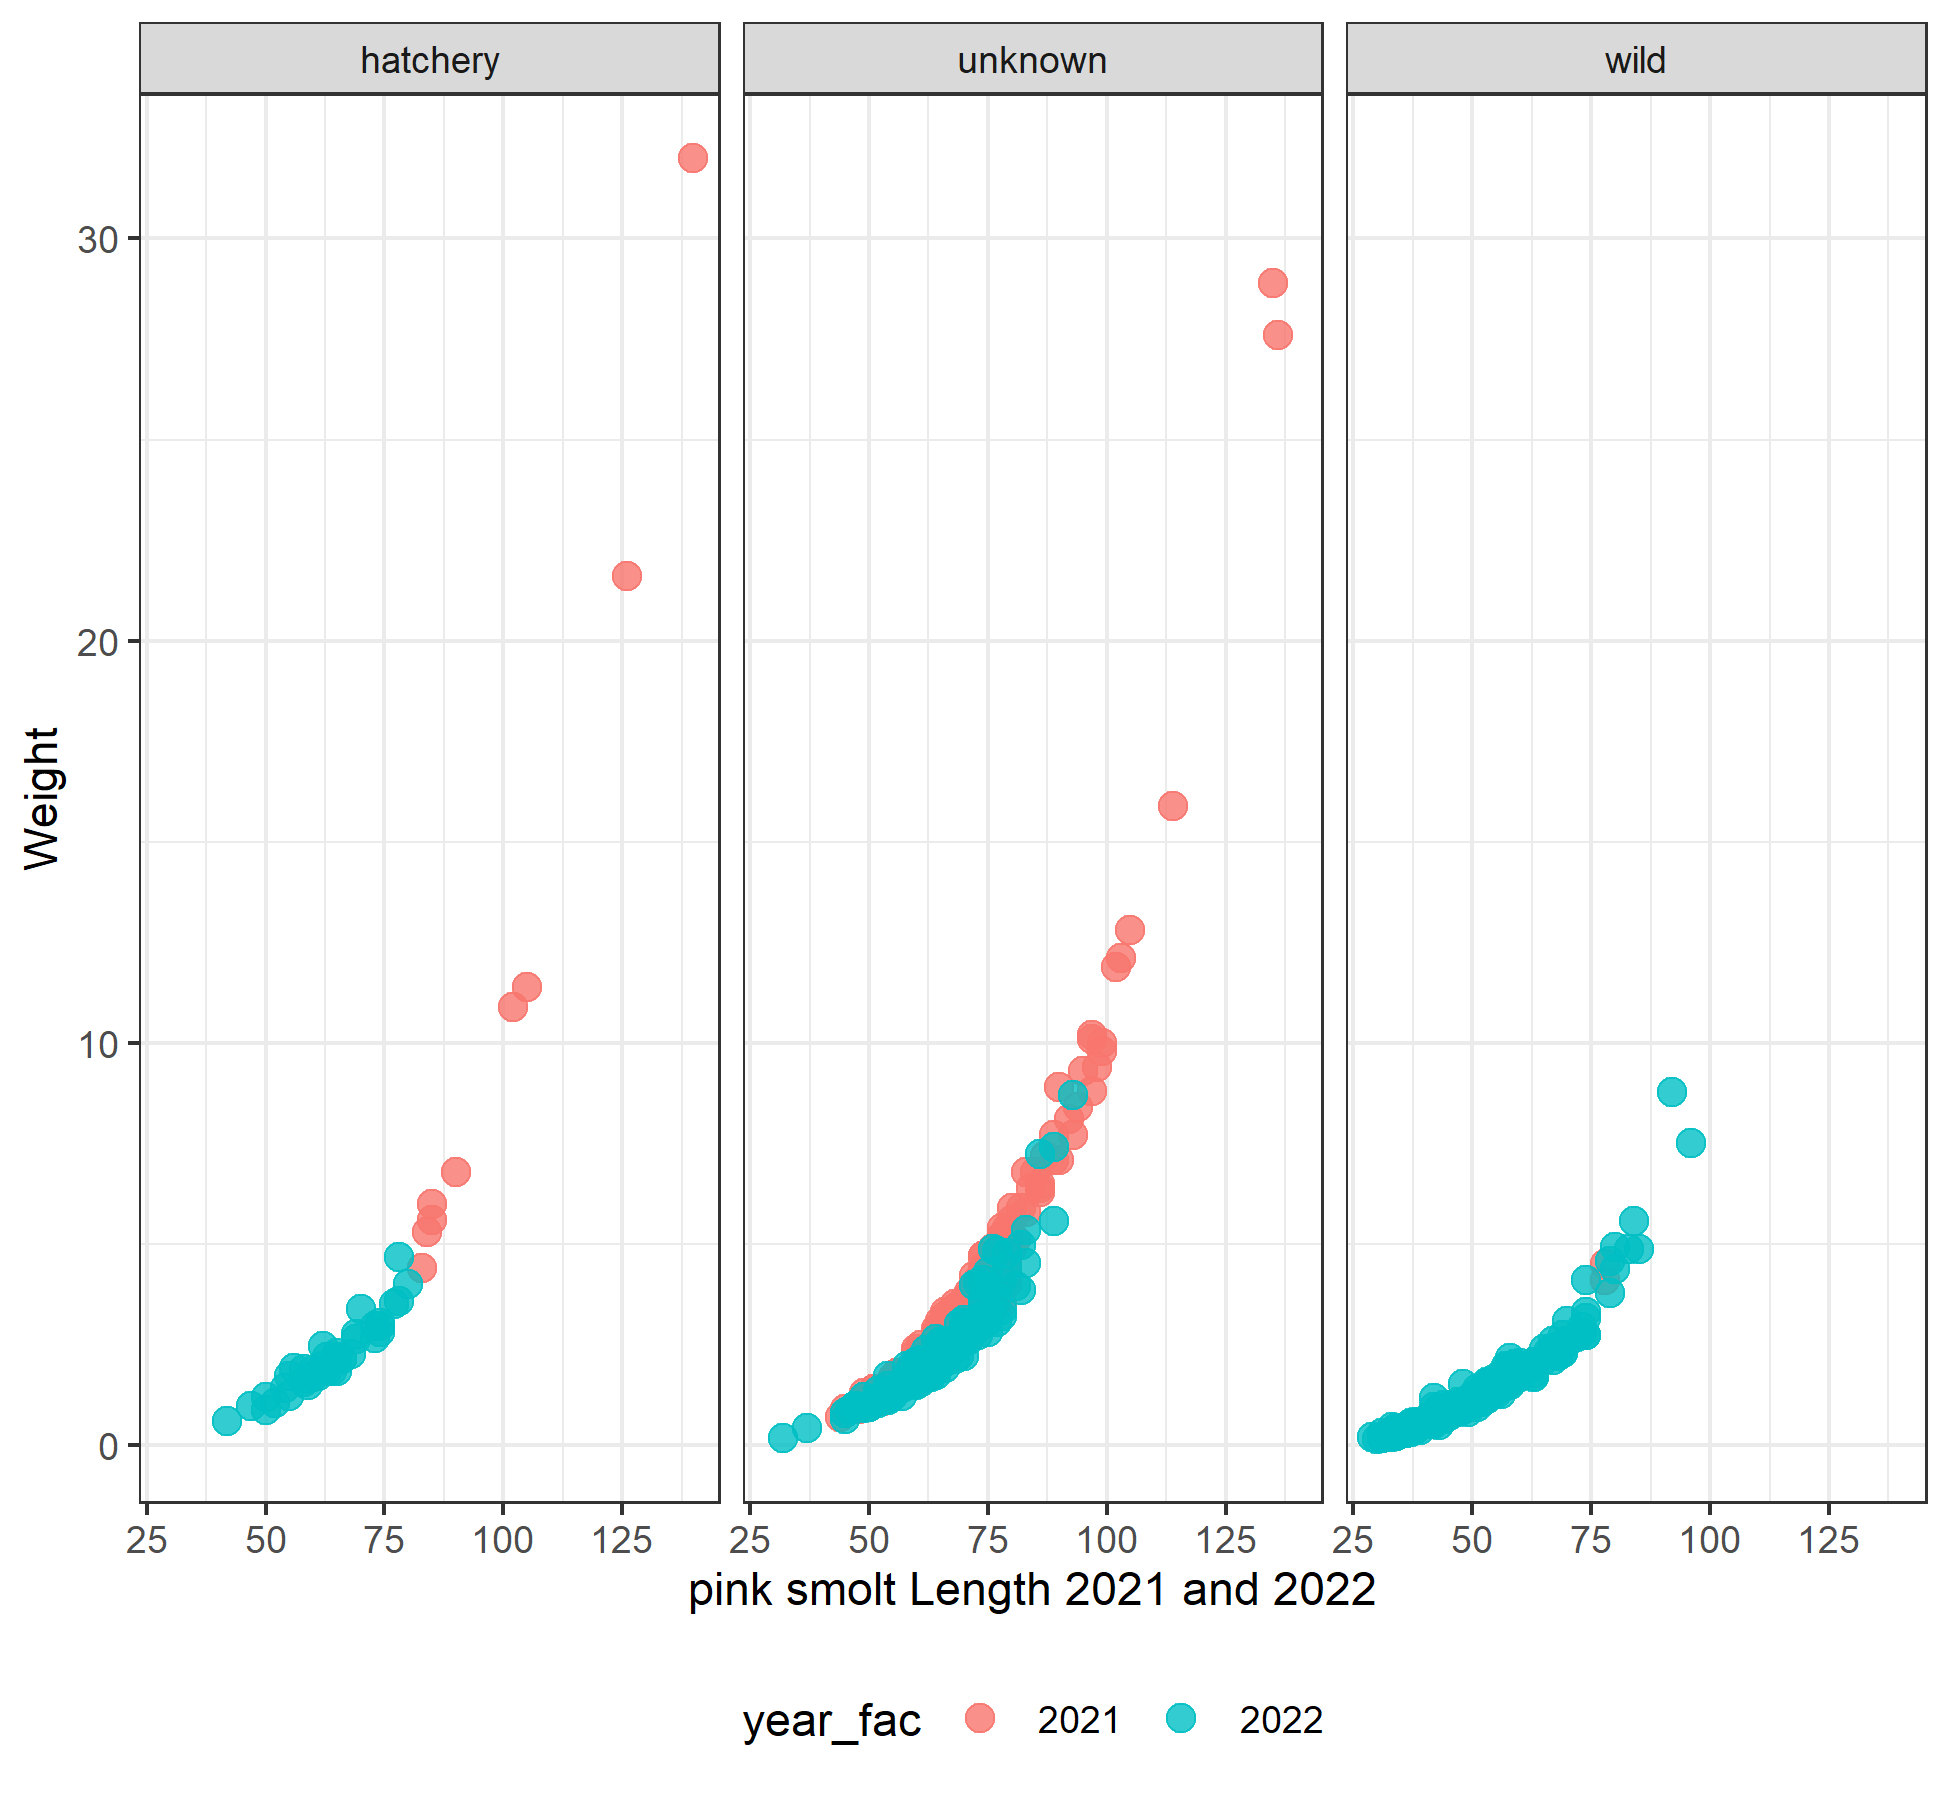 hatchery unknown wild
30
20
10
0
Weight
25 50 75 100 125 25 50 75 100 125 25 50 75 100 125
pink smolt Length 2021 and 2022
year_fac 2021 2022